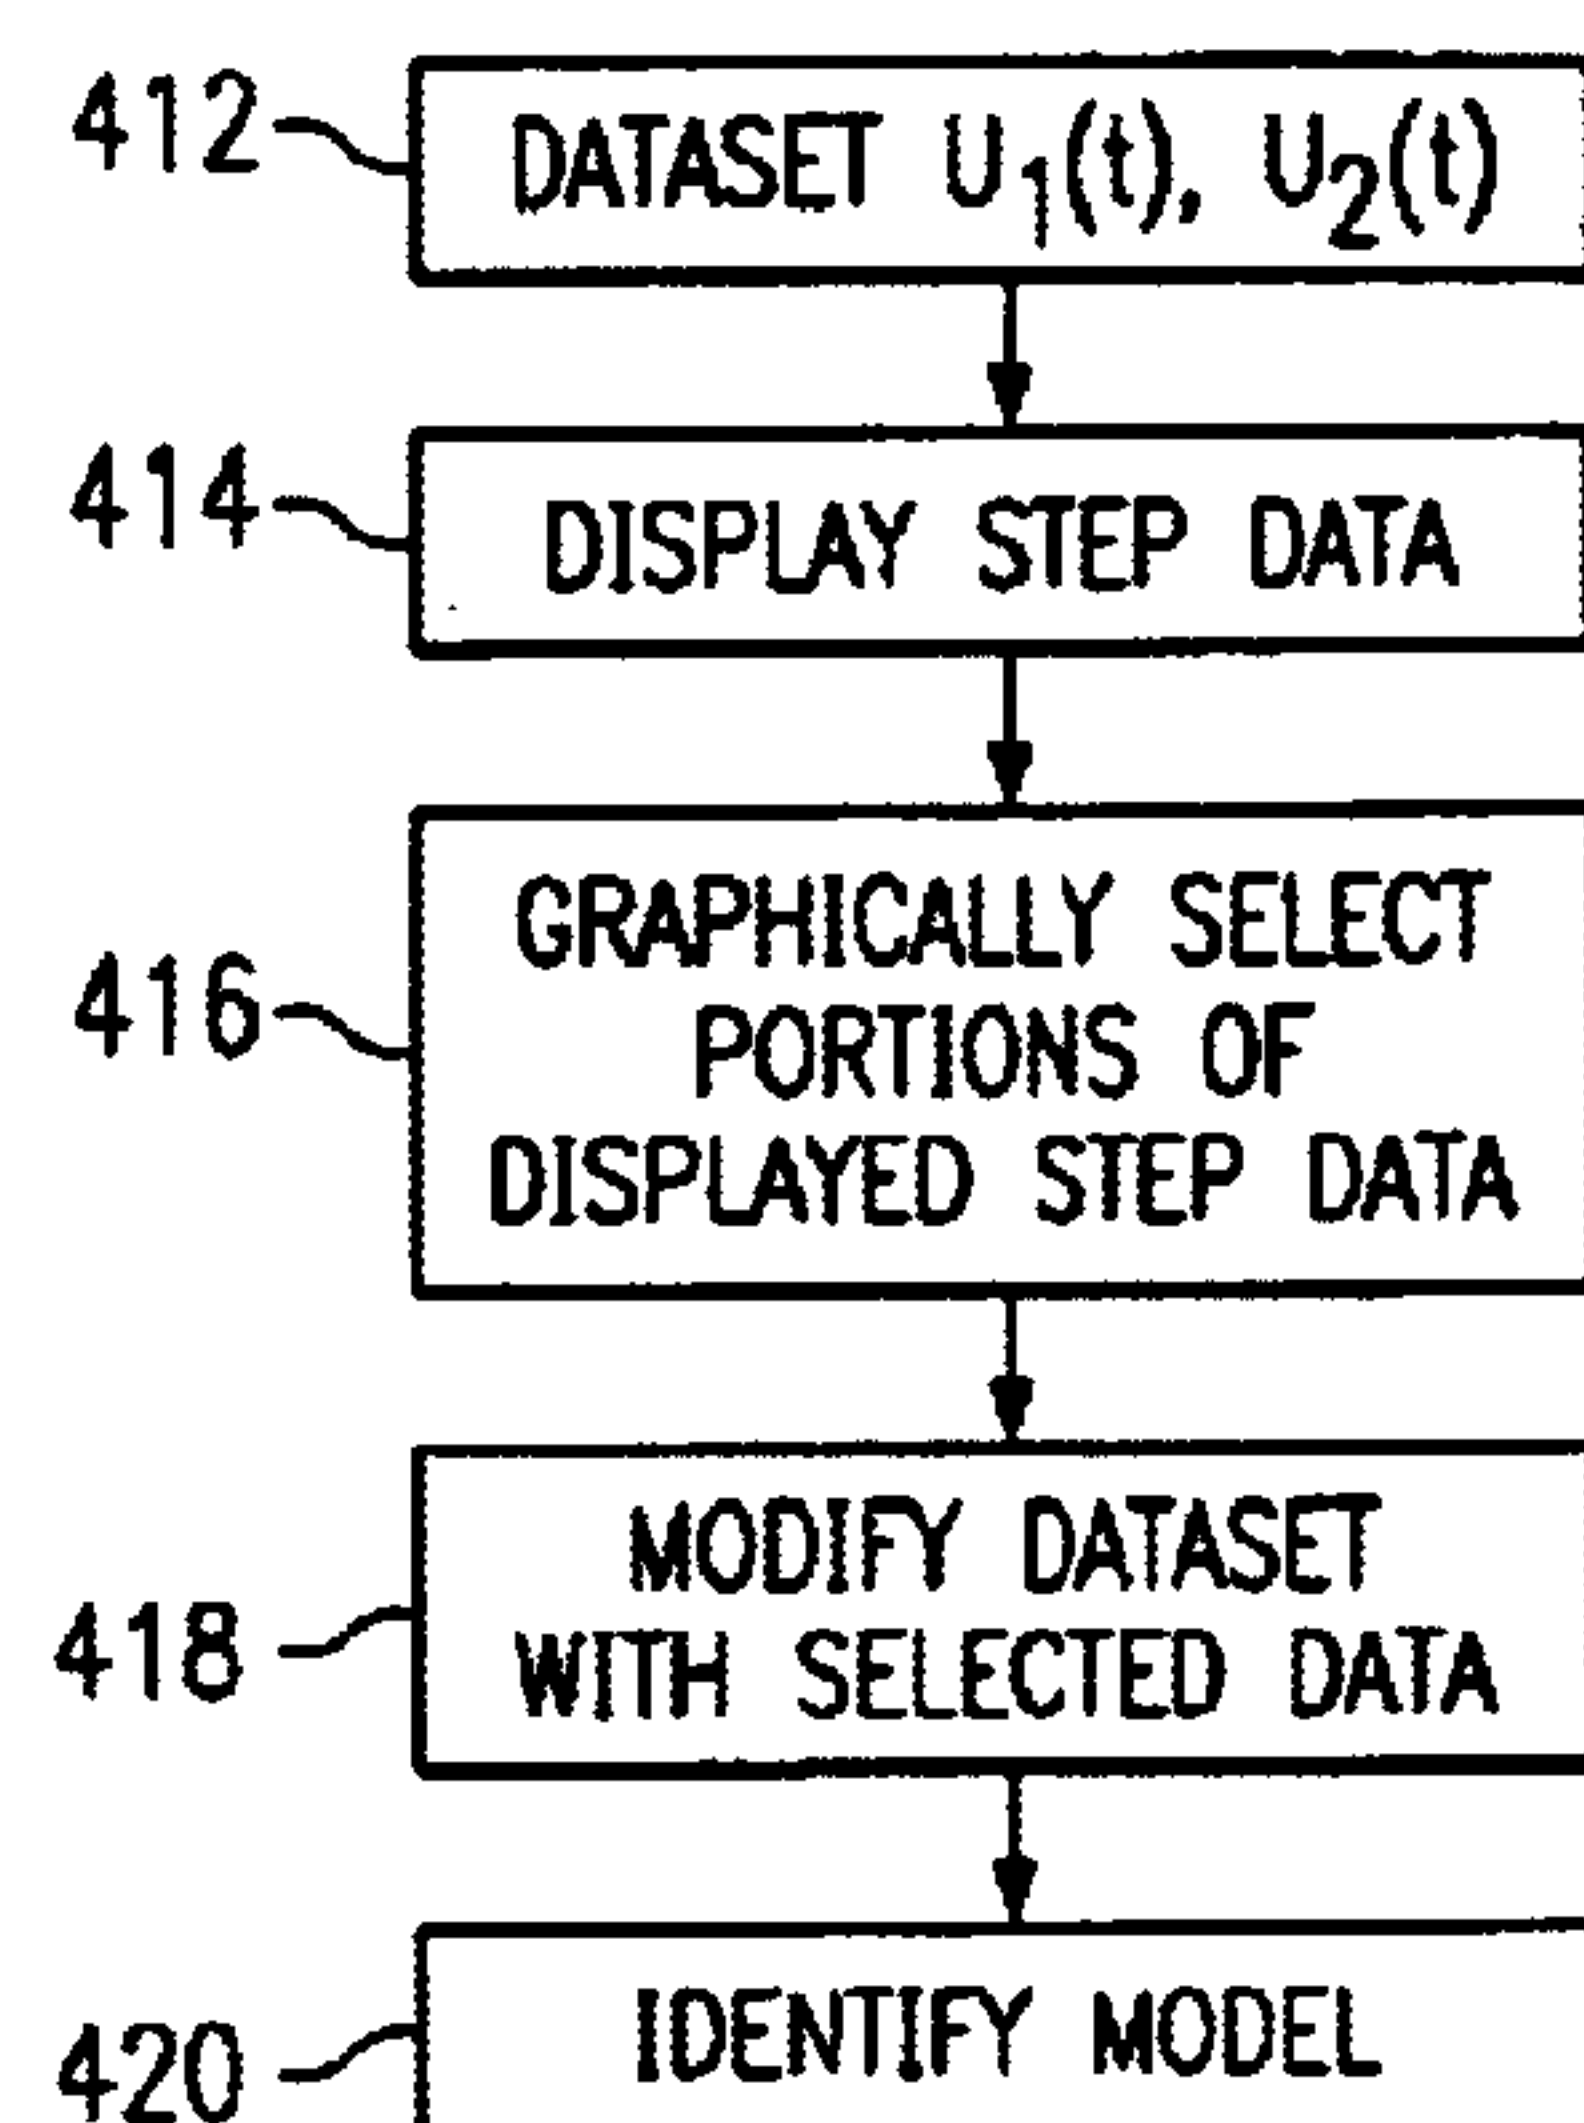 412 DATASET U₁(t), U₂(t)
414 DISPLAY STEP DATA
GRAPHICALLY SELECT
416 PORTIONS OF
DISPLAYED STEP DATA
MODIFY DATASET
418 WITH SELECTED DATA
420 IDENTIFY MODEL